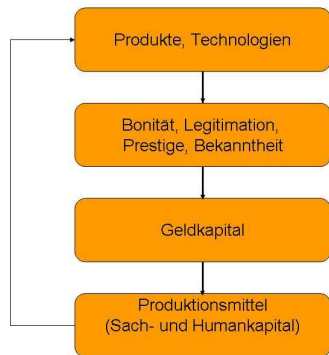 Produkte, Technologien
Bonität, Legitimation,
Prestige, Bekanntheit
Geldkapital
Produktionsmittel
(Sach- und Humankapital)